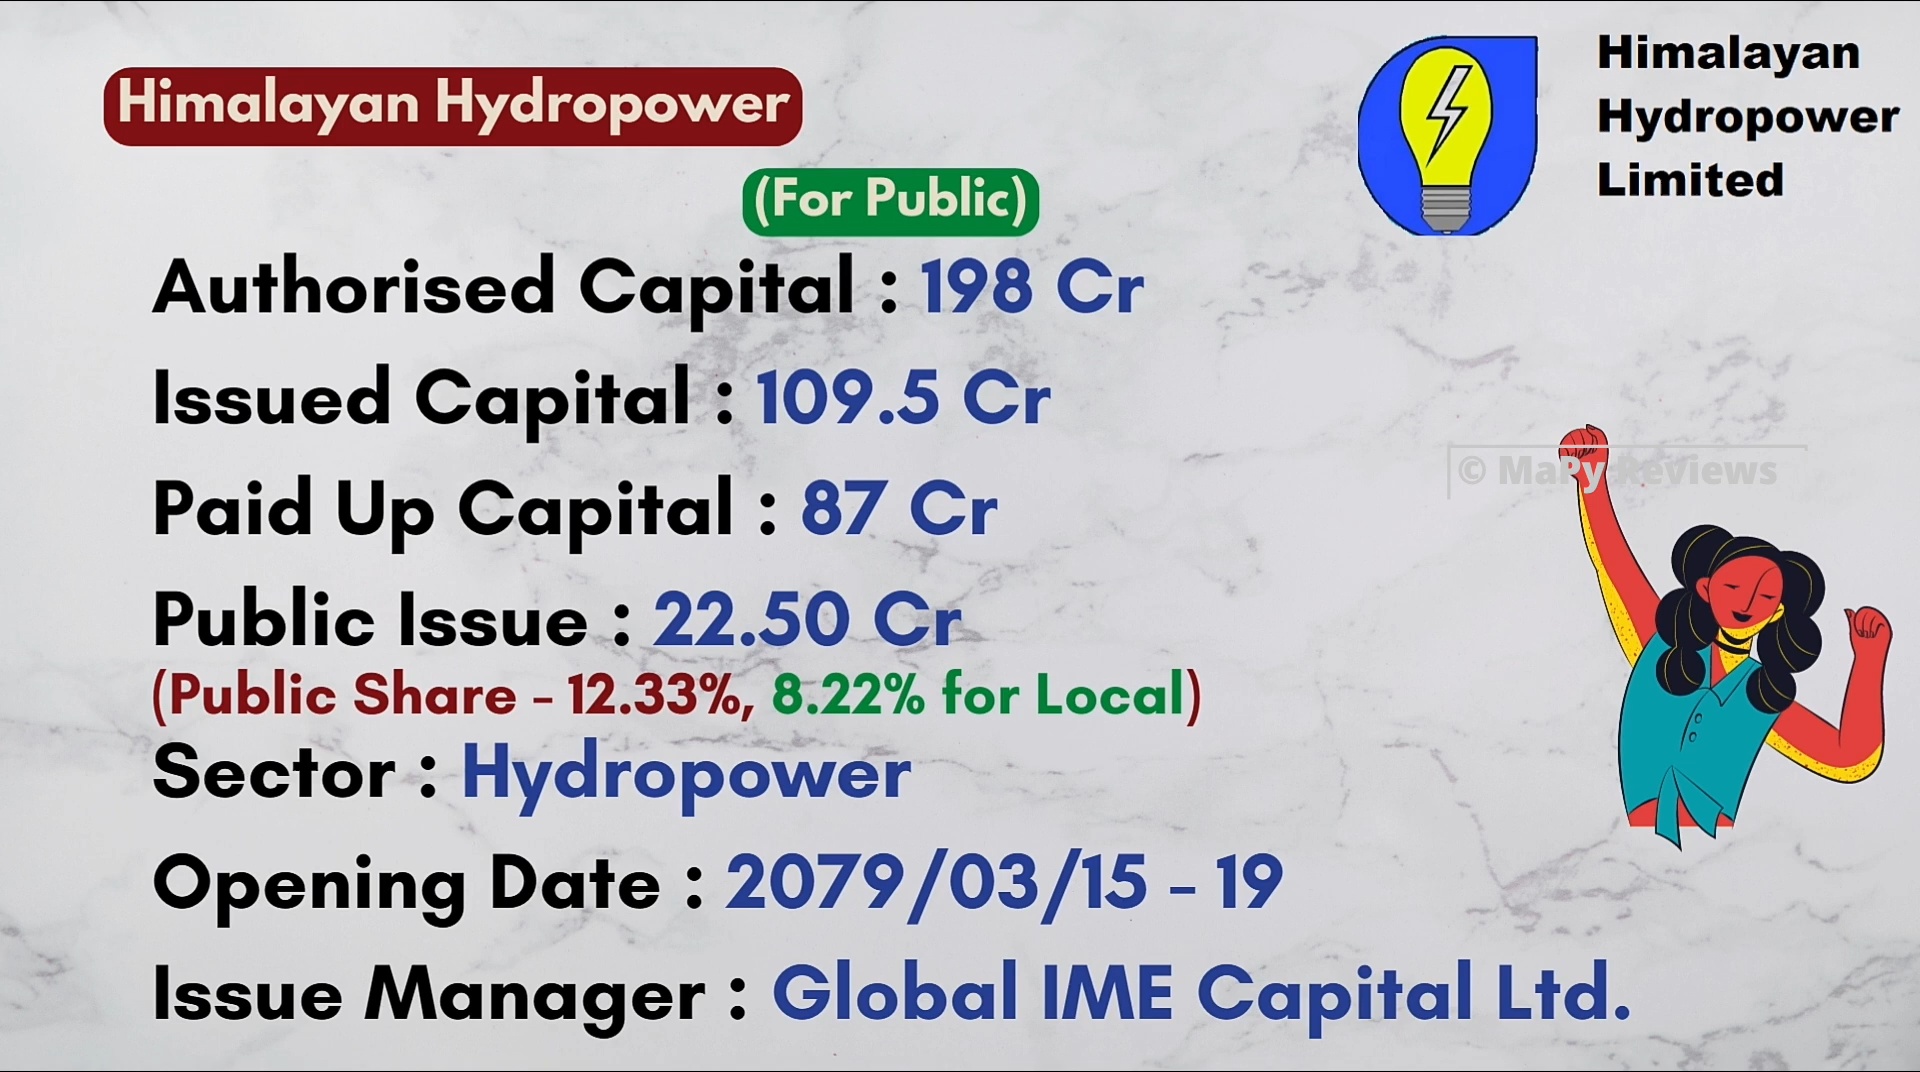 Himalayan Hydropower
Himalayan
Hydropower
Limited
(For Public)
Authorised Capital : 198 Cr
Issued Capital : 109.5 Cr
© MaPy Reviews
Paid Up Capital : 87 Cr
Public Issue : 22.50 Cr
(Public Share - 12.33%, 8.22% for Local)
Sector : Hydropower
Opening Date : 2079/03/15 - 19
Issue Manager : Global IME Capital Ltd.